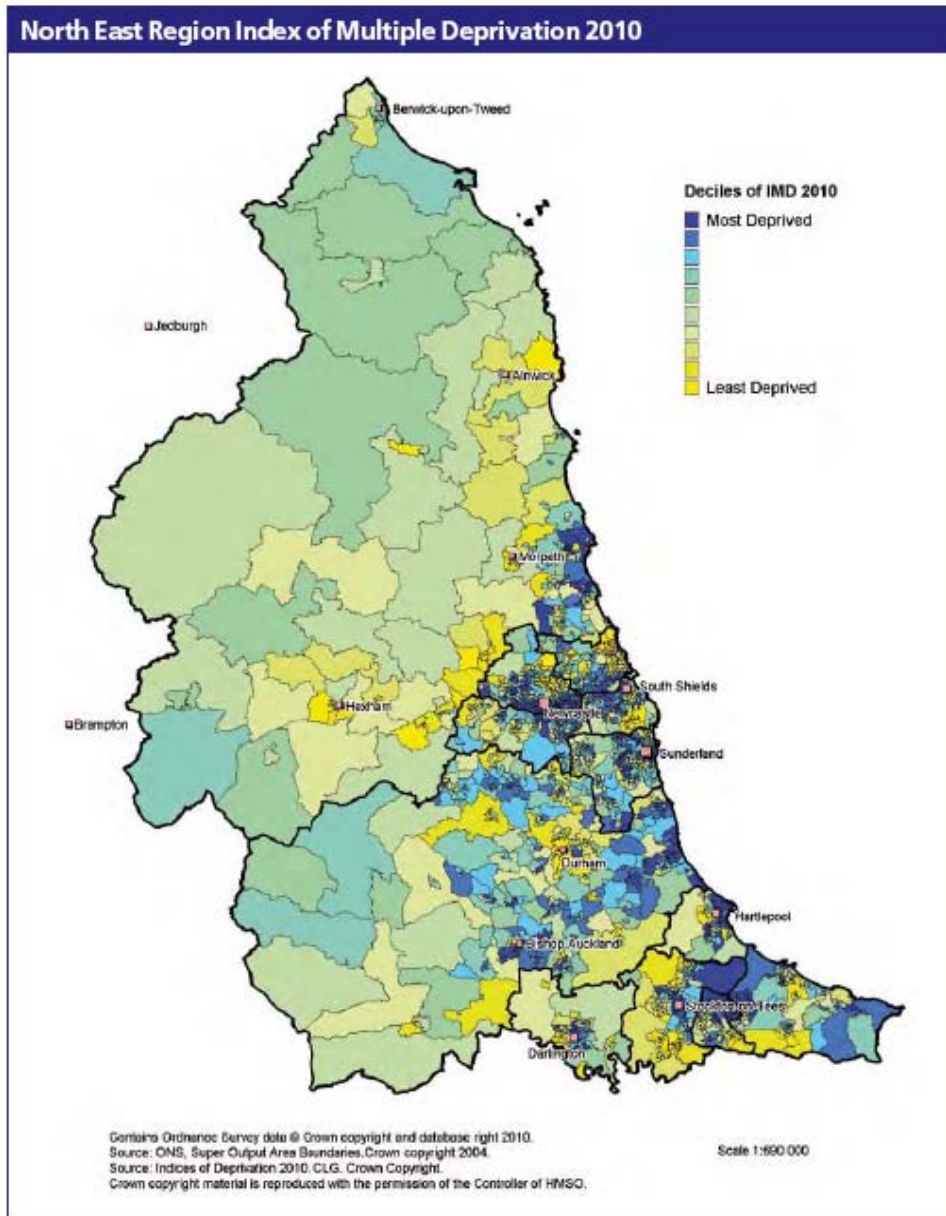 North East Region Index of Multiple Deprivation 2010
Berwick-upon-Tweed
Deciles of IMD 2010
Most Deprived
Least Deprived
Jedburgh
Alnwick
Morpeth
South Shields
Newcastle
Hexham
Brampton
Sunderland
Durham
Hartlepool
Bishop Auckland
Stockton-on-Tees
Darlington
Contains Ordnance Survey data © Crown copyright and database right 2010.
Source: ONS, Super Output Area Boundaries.Crown copyright 2004.
Source: Indices of Deprivation 2010. CLG. Crown Copyright.
Crown copyright material is reproduced with the permission of the Controller of HMSO.
Scale 1:690 000